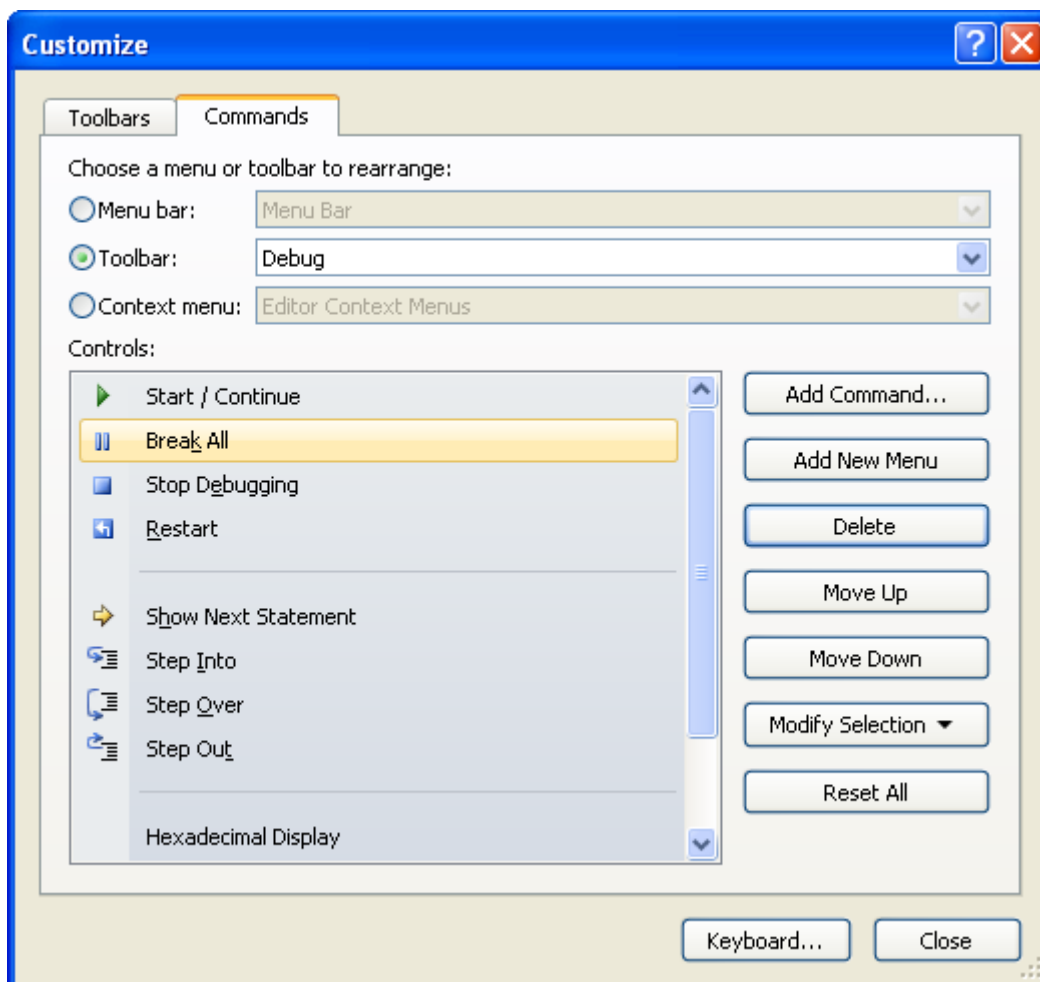 Customize
Toolbars Commands
Choose a menu or toolbar to rearrange:
Menu bar: Menu Bar
Toolbar: Debug
Context menu: Editor Context Menus
Controls:
Start / Continue
Break All
Stop Debugging
Restart
Show Next Statement
Step Into
Step Over
Step Out
Hexadecimal Display
Add Command...
Add New Menu
Delete
Move Up
Move Down
Modify Selection
Reset All
Keyboard... Close